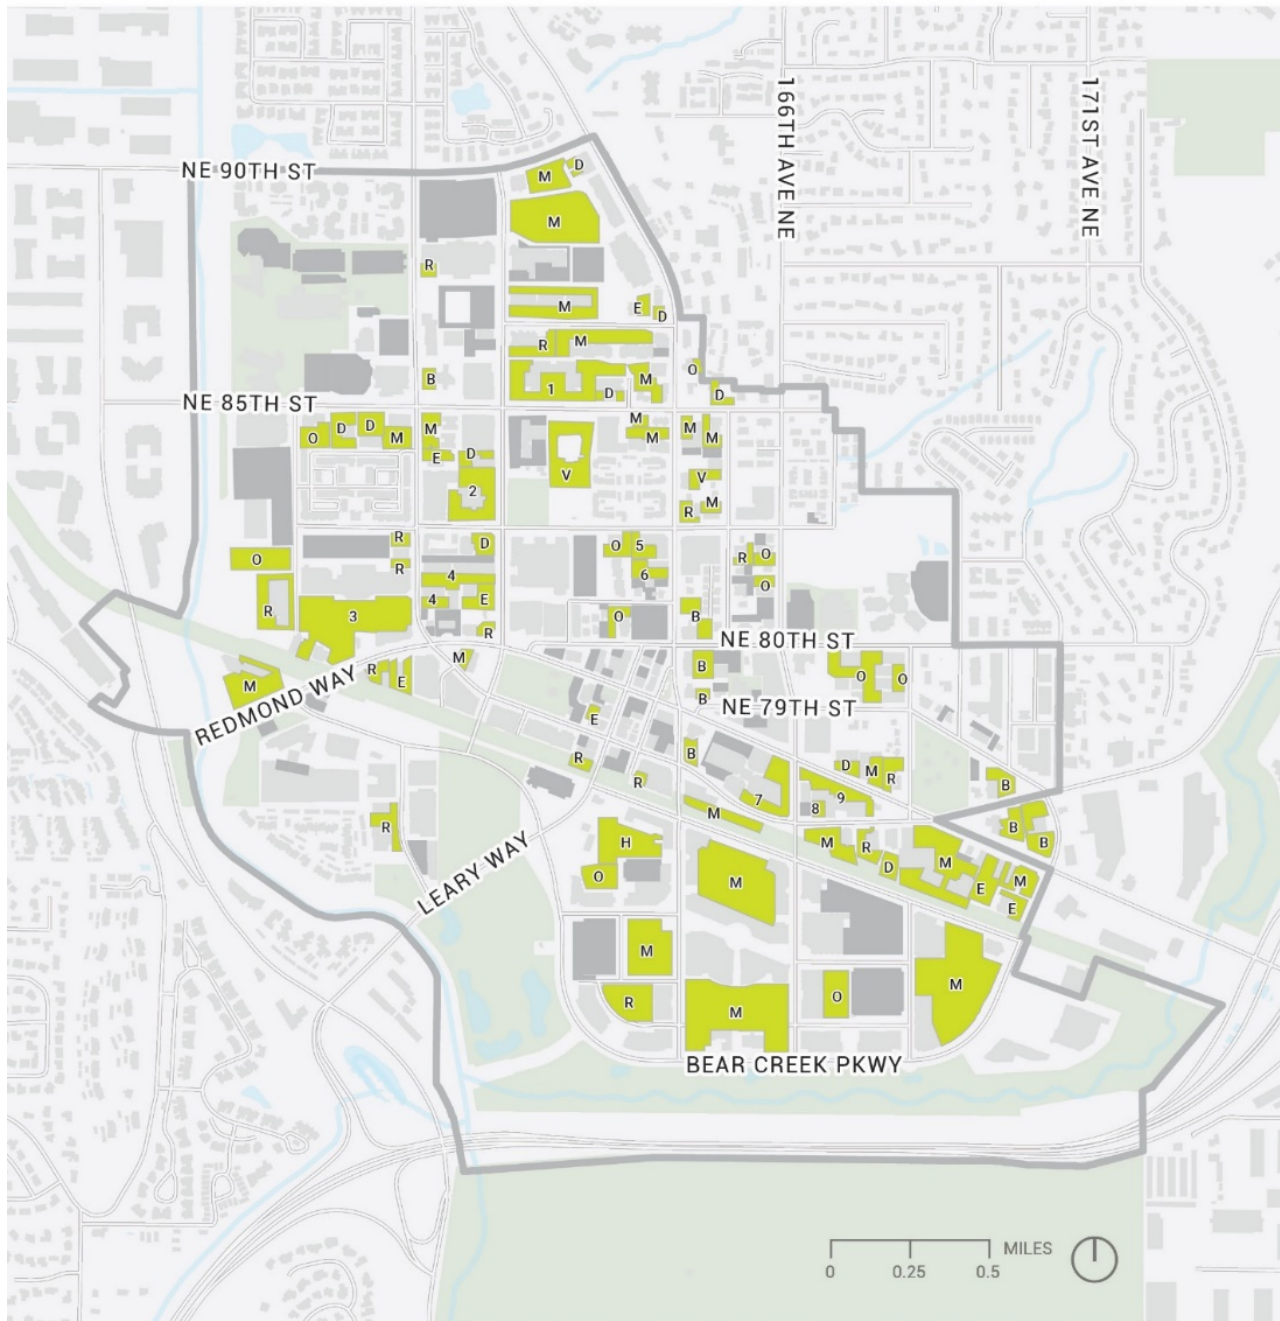 166TH AVE NE
171ST AVE NE
NE 90TH ST
M
D
M
R
M
E
D
R
M
O
B
1
D
M
D
NE 85TH ST
O
D
D
M
M
E
D
2
V
M
M
M
M
V
R
M
R
R
D
O
5
6
R
O
O
O
R
3
4
4
E
R
O
B
NE 80TH ST
M
REDMOND WAY
R
E
M
B
B
O
O
NE 79TH ST
E
R
R
B
D
M
R
B
7
8
9
M
R
LEARY WAY
H
O
M
M
R
D
M
E
M
E
B
B
M
R
M
O
M
BEAR CREEK PKWY
MILES
0
0.25
0.5